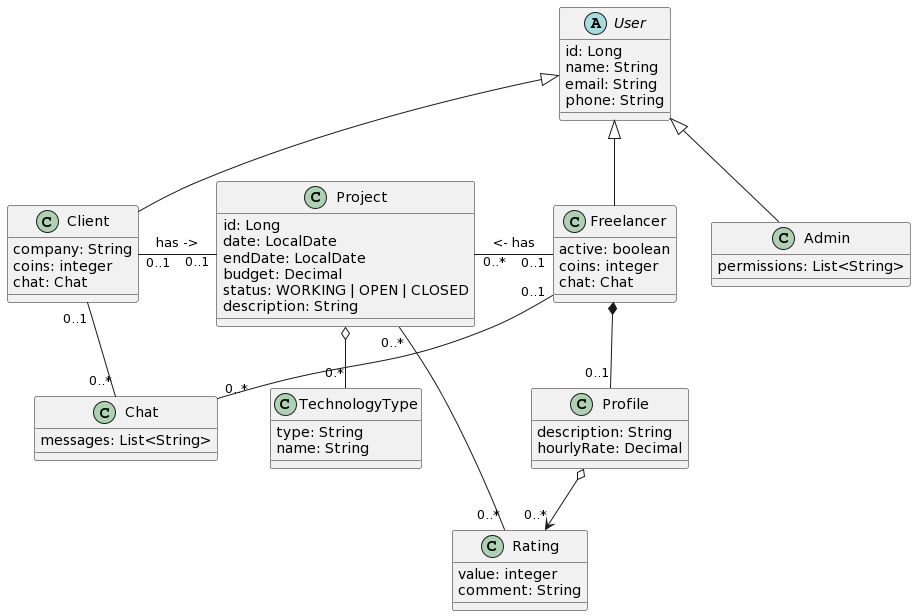 A User
id: Long
name: String
email: String
phone: String
C Client
company: String
coins: integer
chat: Chat
has ->
0..1
0..1
C Project
id: Long
date: LocalDate
endDate: LocalDate
budget: Decimal
status: WORKING | OPEN | CLOSED
description: String
<- has
0..*
0..1
C Freelancer
active: boolean
coins: integer
chat: Chat
C Admin
permissions: List<String>
0..1
0..1
0..*
0..*
0..*
0..*
0..1
C Chat
messages: List<String>
C TechnologyType
type: String
name: String
C Profile
description: String
hourlyRate: Decimal
0..*
0..*
C Rating
value: integer
comment: String